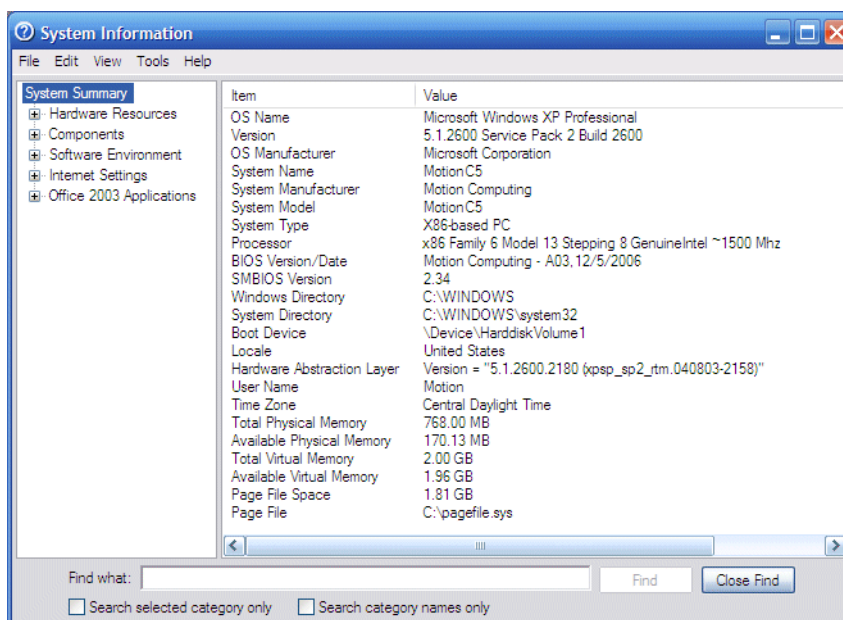 System Information
File Edit View Tools Help
System Summary
Hardware Resources
Components
Software Environment
Internet Settings
Office 2003 Applications
Item Value
OS Name Microsoft Windows XP Professional
Version 5.1.2600 Service Pack 2 Build 2600
OS Manufacturer Microsoft Corporation
System Name MotionC5
System Manufacturer Motion Computing
System Model MotionC5
System Type X86-based PC
Processor x86 Family 6 Model 13 Stepping 8 GenuineIntel ~1500 Mhz
BIOS Version/Date Motion Computing - A03,12/5/2006
SMBIOS Version 2.34
Windows Directory C:\WINDOWS
System Directory C:\WINDOWS\system32
Boot Device \Device\HarddiskVolume1
Locale United States
Hardware Abstraction Layer Version = "5.1.2600.2180 (xpsp_sp2_rtm.040803-2158)"
User Name Motion
Time Zone Central Daylight Time
Total Physical Memory 768.00 MB
Available Physical Memory 170.13 MB
Total Virtual Memory 2.00 GB
Available Virtual Memory 1.96 GB
Page File Space 1.81 GB
Page File C:\pagefile.sys
Find what: Find Close Find
Search selected category only Search category names only